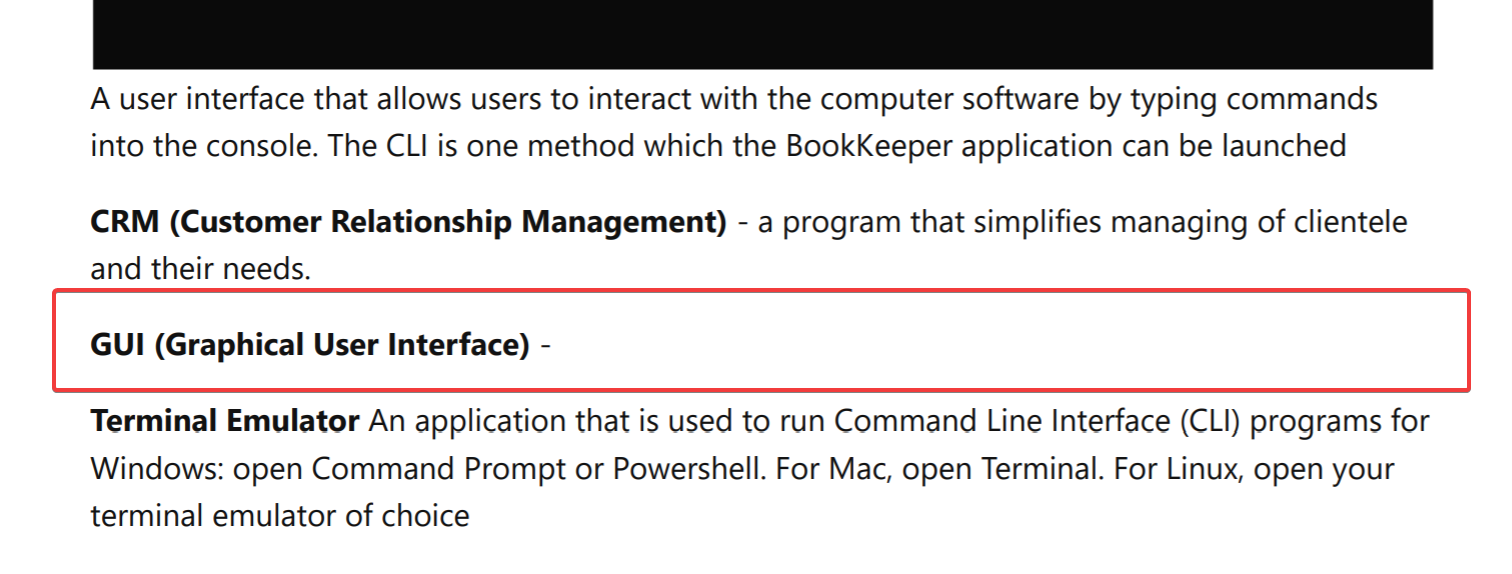 A user interface that allows users to interact with the computer software by typing commands
into the console. The CLI is one method which the BookKeeper application can be launched
CRM (Customer Relationship Management) - a program that simplifies managing of clientele
and their needs.
GUI (Graphical User Interface) -
Terminal Emulator An application that is used to run Command Line Interface (CLI) programs for
Windows: open Command Prompt or Powershell. For Mac, open Terminal. For Linux, open your
terminal emulator of choice